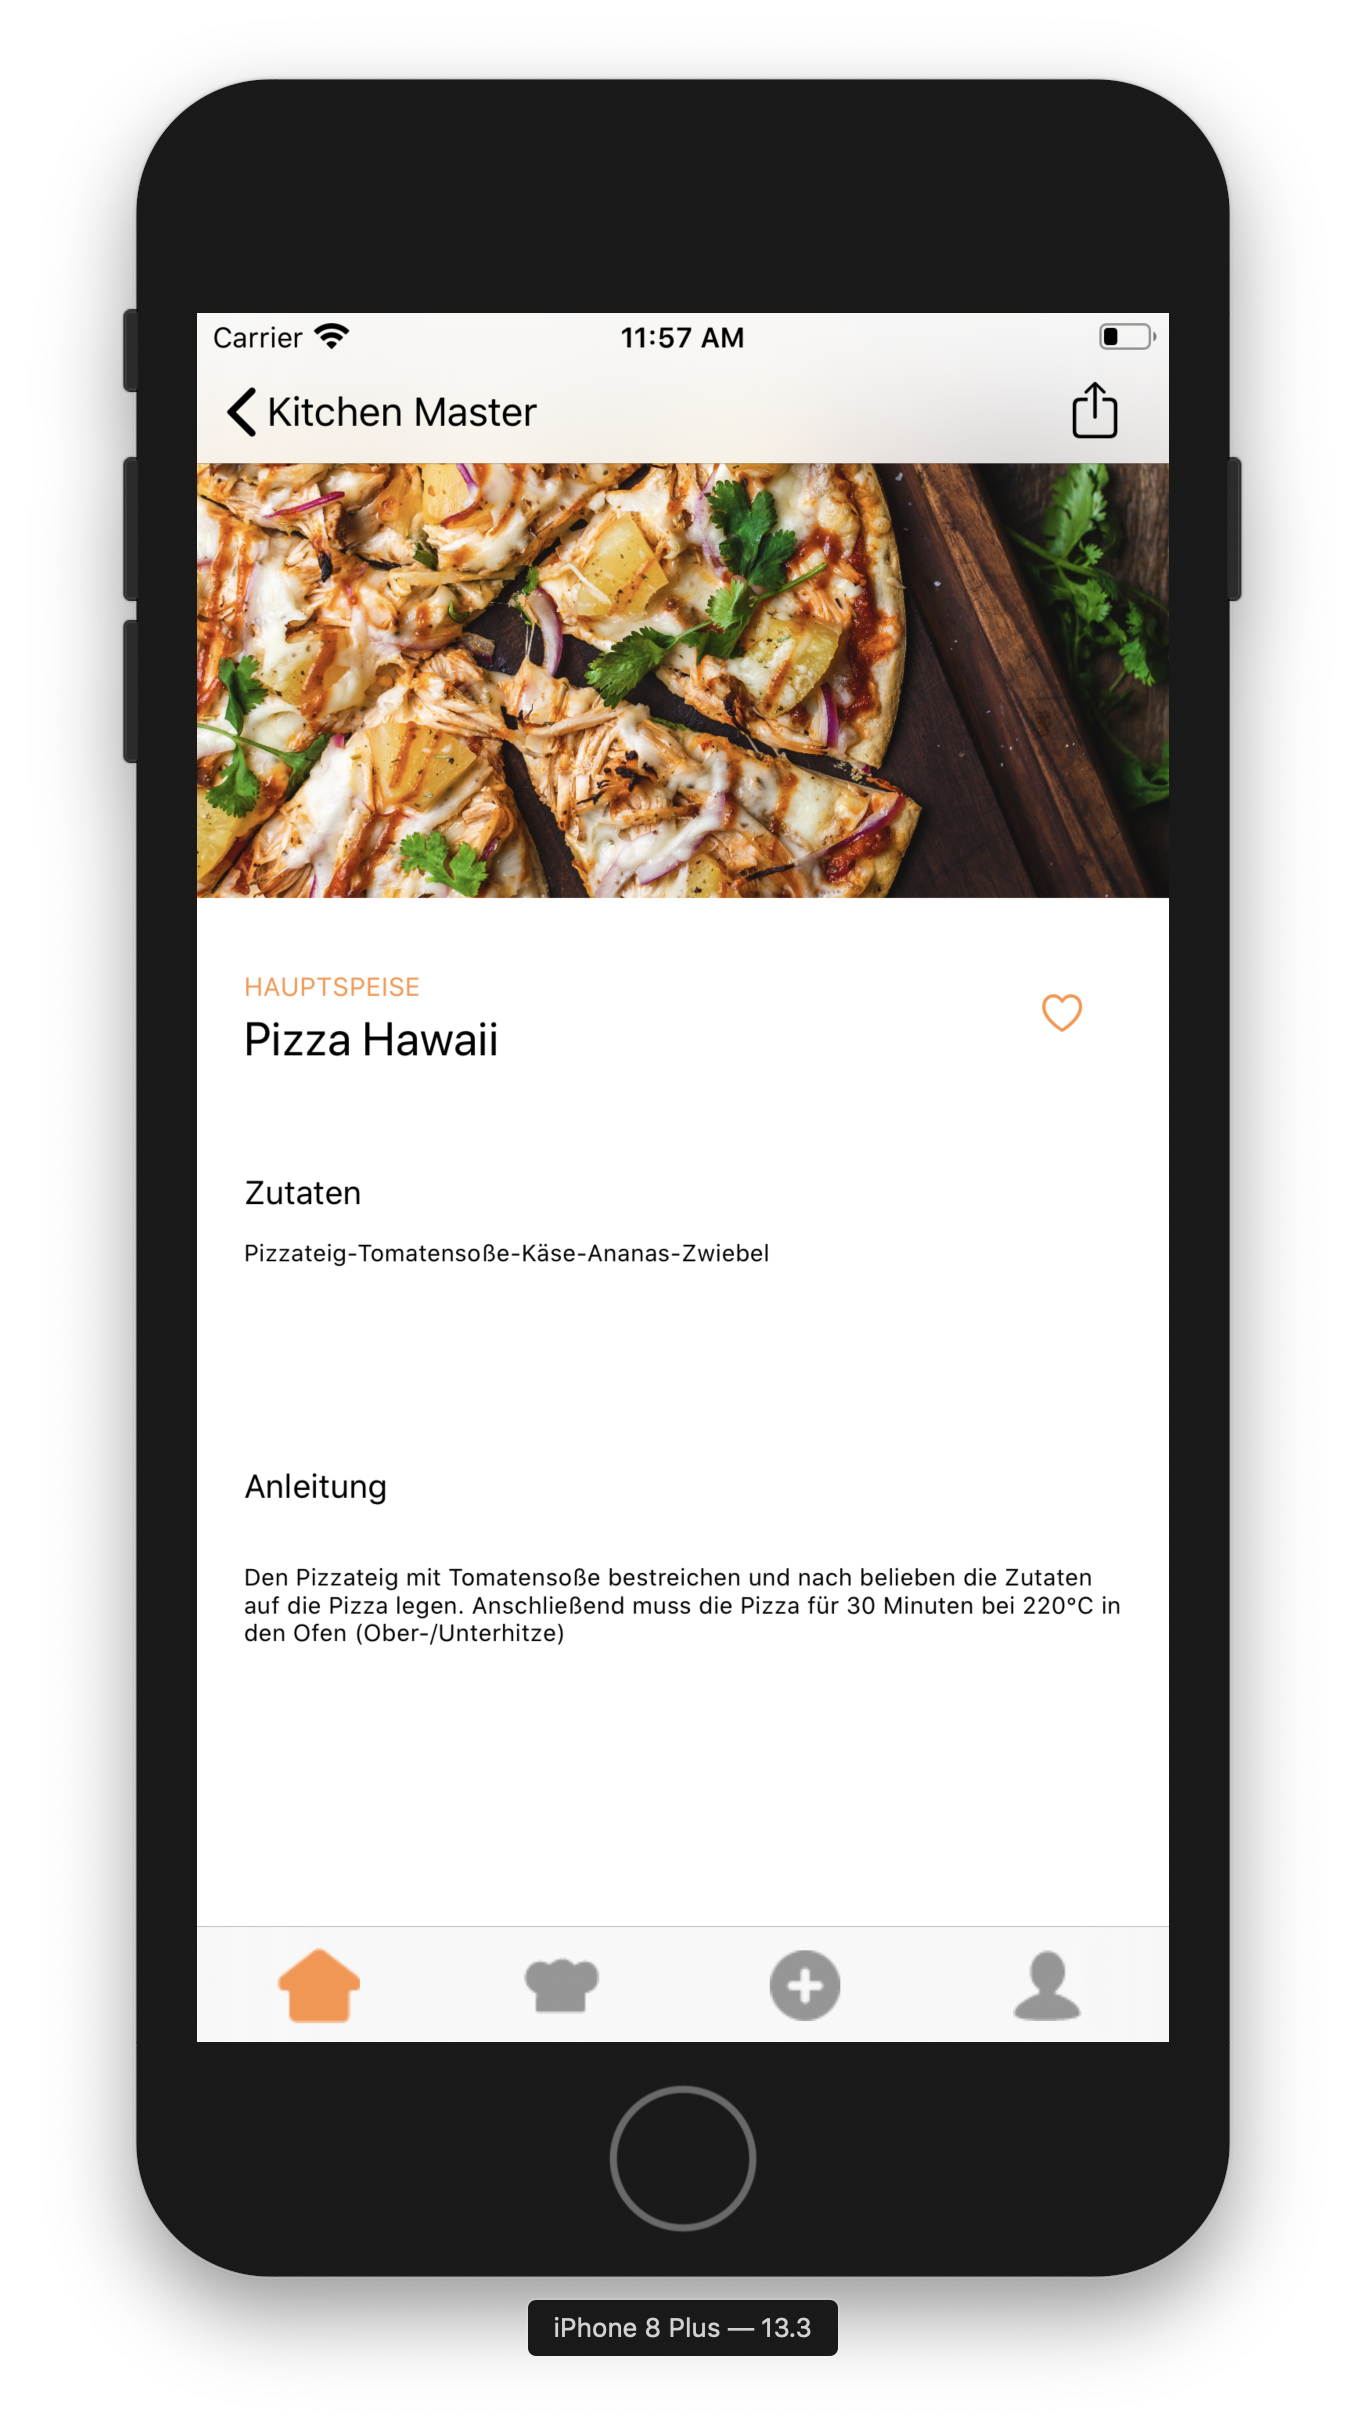 Carrier 11:57 AM
Kitchen Master
HAUPTSPEISE
Pizza Hawaii
Zutaten
Pizzateig-Tomatensoße-Käse-Ananas-Zwiebel
Anleitung
Den Pizzateig mit Tomatensoße bestreichen und nach belieben die Zutaten
auf die Pizza legen. Anschließend muss die Pizza für 30 Minuten bei 220°C in
den Ofen (Ober-/Unterhitze)
iPhone 8 Plus — 13.3